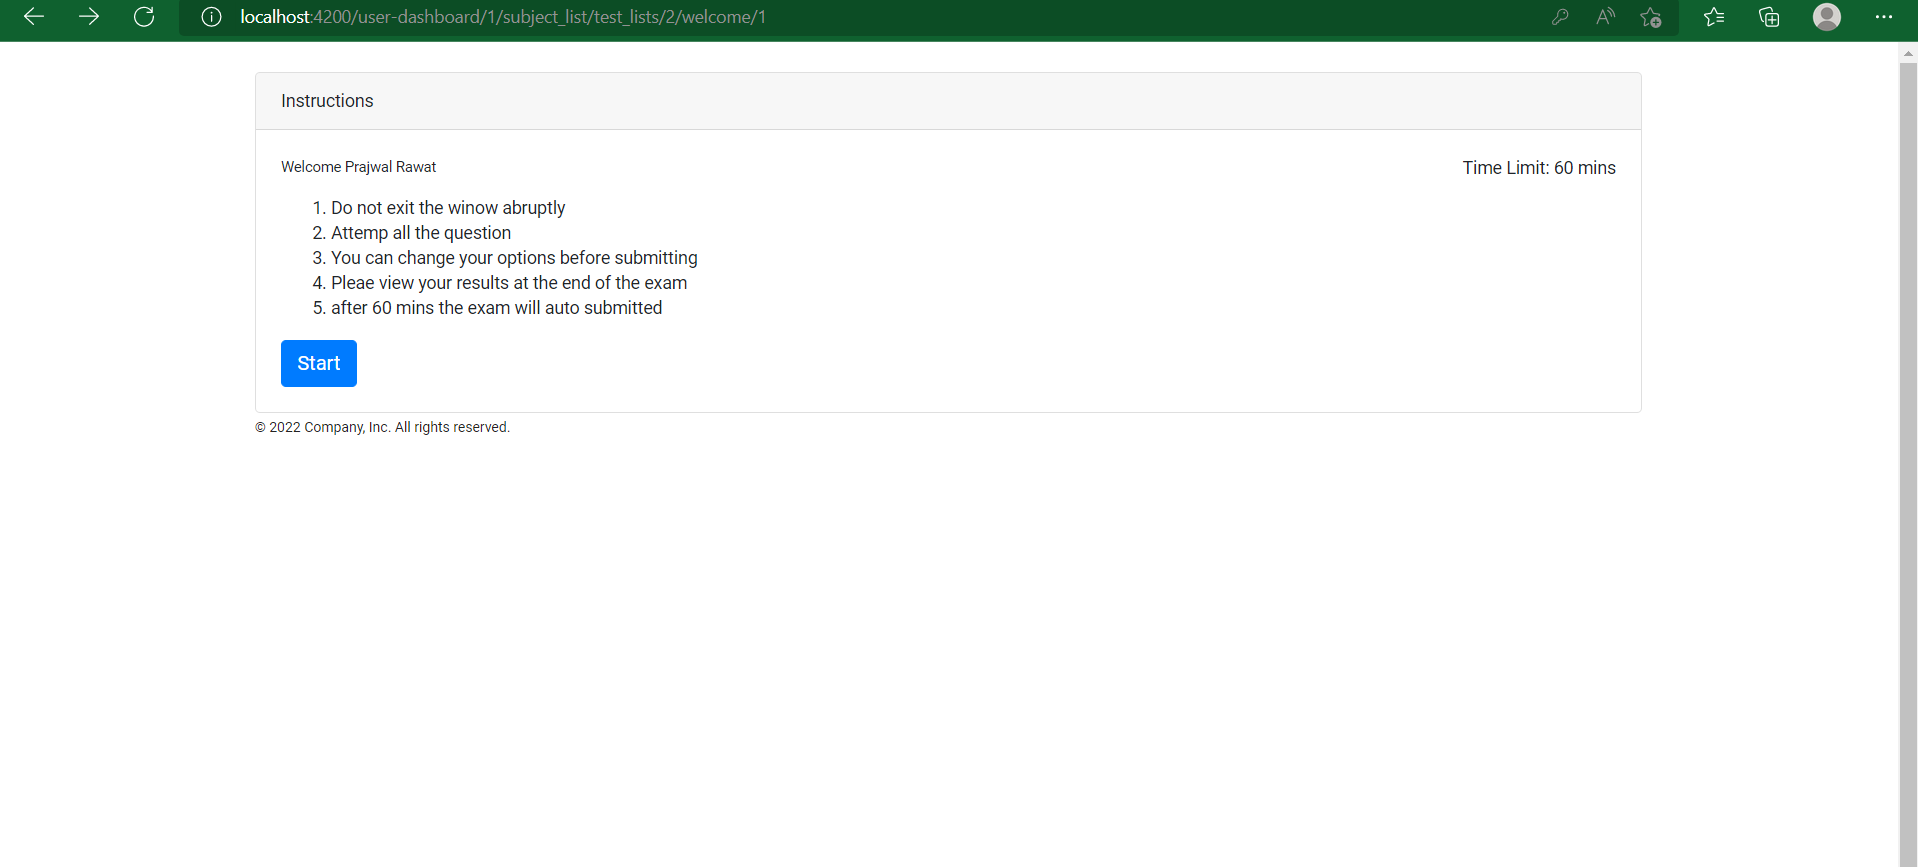 localhost:4200/user-dashboard/1/subject_list/test_lists/2/welcome/1
Instructions
Welcome Prajwal Rawat
Time Limit: 60 mins
1. Do not exit the winow abruptly
2. Attemp all the question
3. You can change your options before submitting
4. Pleae view your results at the end of the exam
5. after 60 mins the exam will auto submitted
Start
© 2022 Company, Inc. All rights reserved.